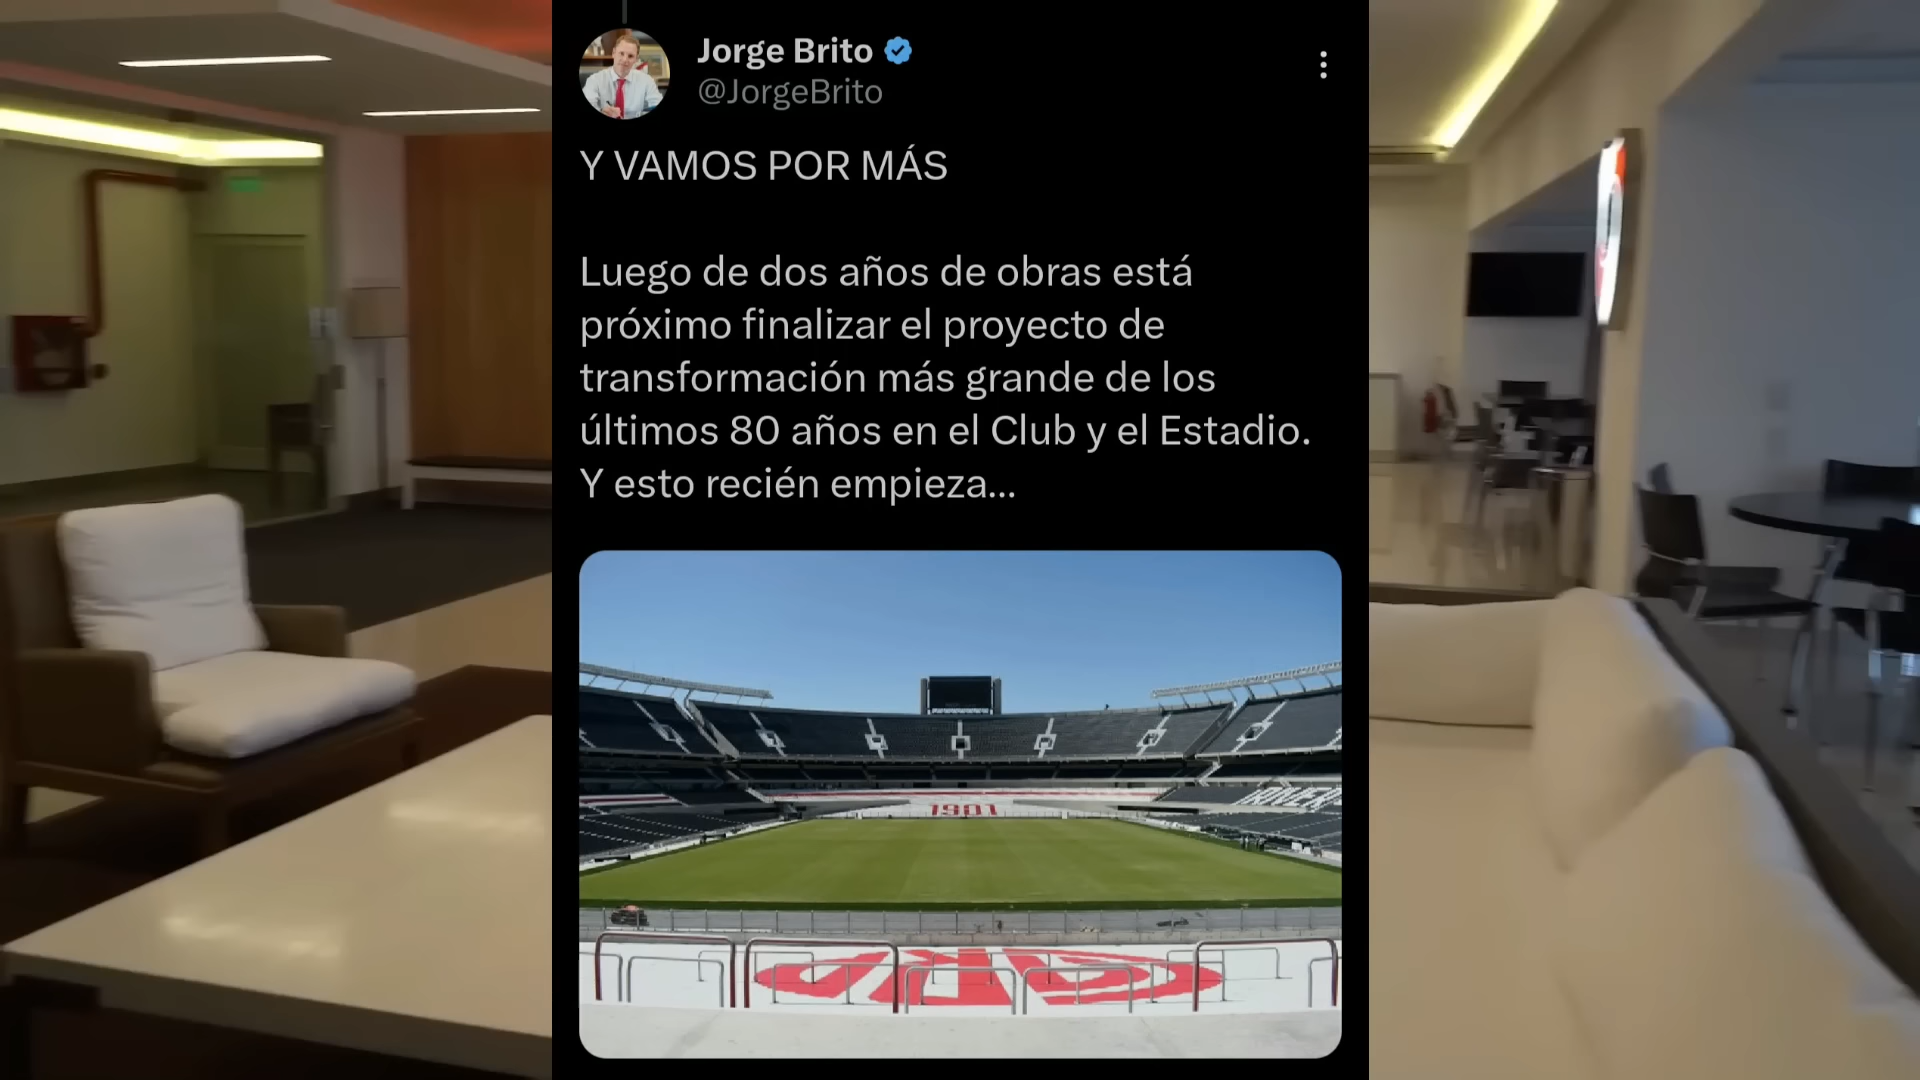 Jorge Brito
@JorgeBrito
Y VAMOS POR MÁS
Luego de dos años de obras está
próximo finalizar el proyecto de
transformación más grande de los
últimos 80 años en el Club y el Estadio.
Y esto recién empieza...
1901
RIVER